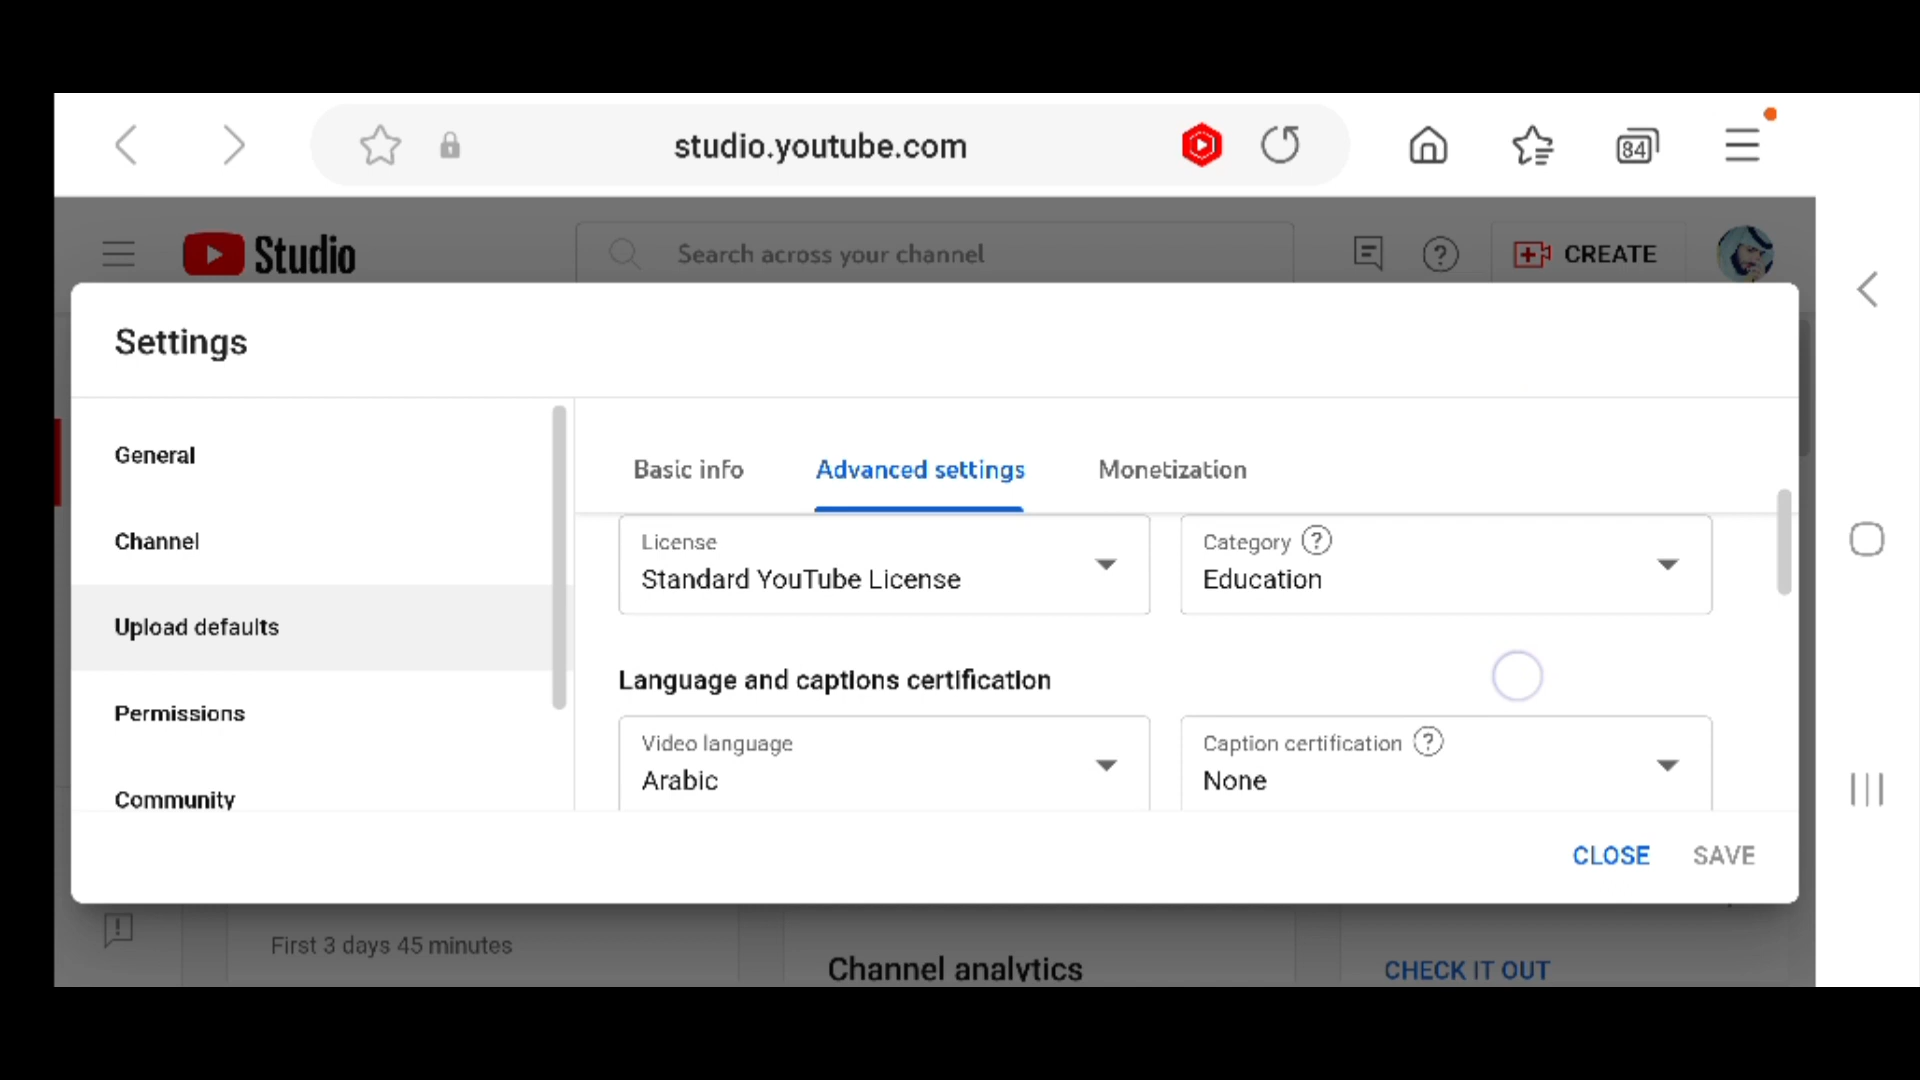 studio.youtube.com
84
Studio
Search across your channel
CREATE
Settings
General
Channel
Upload defaults
Permissions
Community
Basic info
Advanced settings
Monetization
License
Standard YouTube License
Category ?
Education
Language and captions certification
Video language
Arabic
Caption certification ?
None
CLOSE
SAVE
First 3 days 45 minutes
Channel analytics
CHECK IT OUT